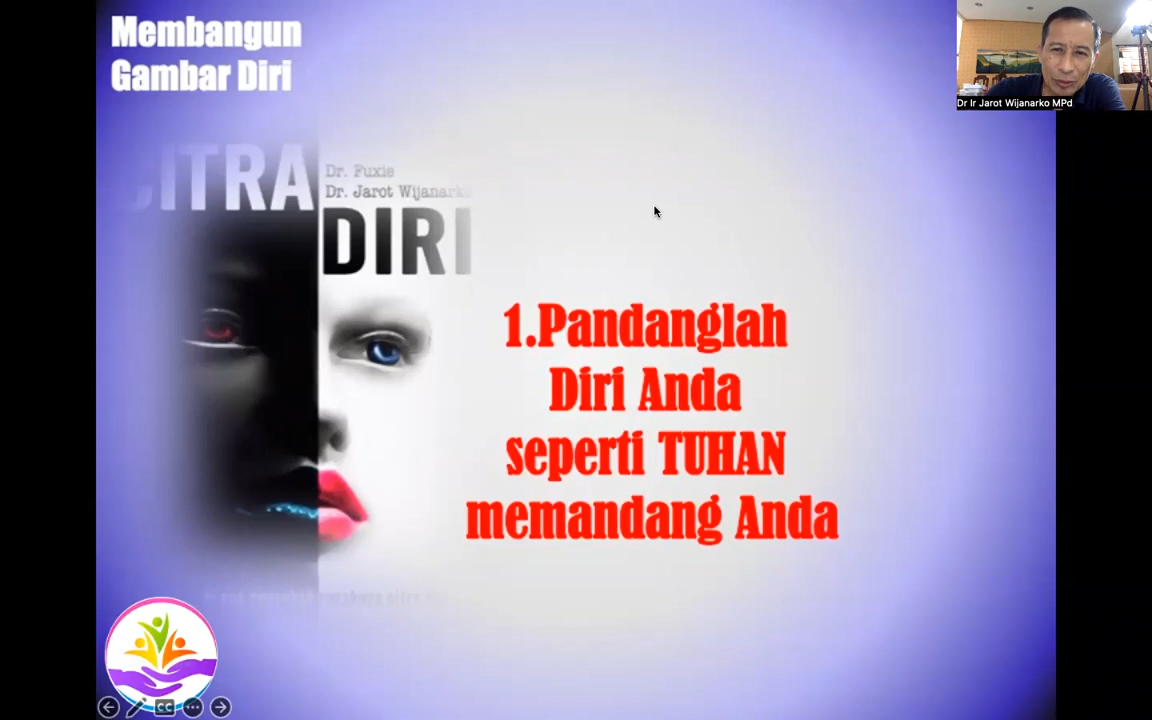 Membangun
Gambar Diri
CITRA
Dr. Fuxie
Dr. Jarot Wijanarko
DIRI
1.Pandanglah
Diri Anda
seperti TUHAN
memandang Anda
Dr Ir Jarot Wijanarko MPd
CC